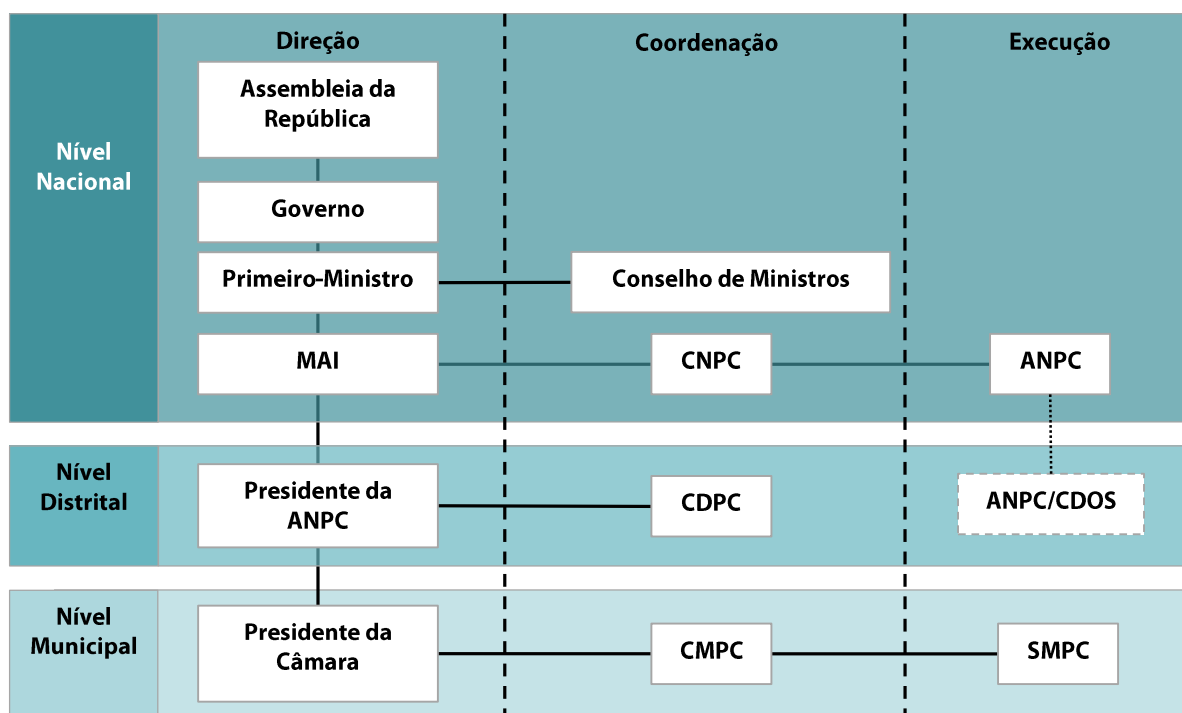 Direção
Coordenação
Execução
Nível
Nacional
Assembleia da
República
Governo
Primeiro-Ministro
Conselho de Ministros
MAI
CNPC
ANPC
Nível
Distrital
Presidente da
ANPC
CDPC
ANPC/CDOS
Nível
Municipal
Presidente da
Câmara
CMPC
SMPC